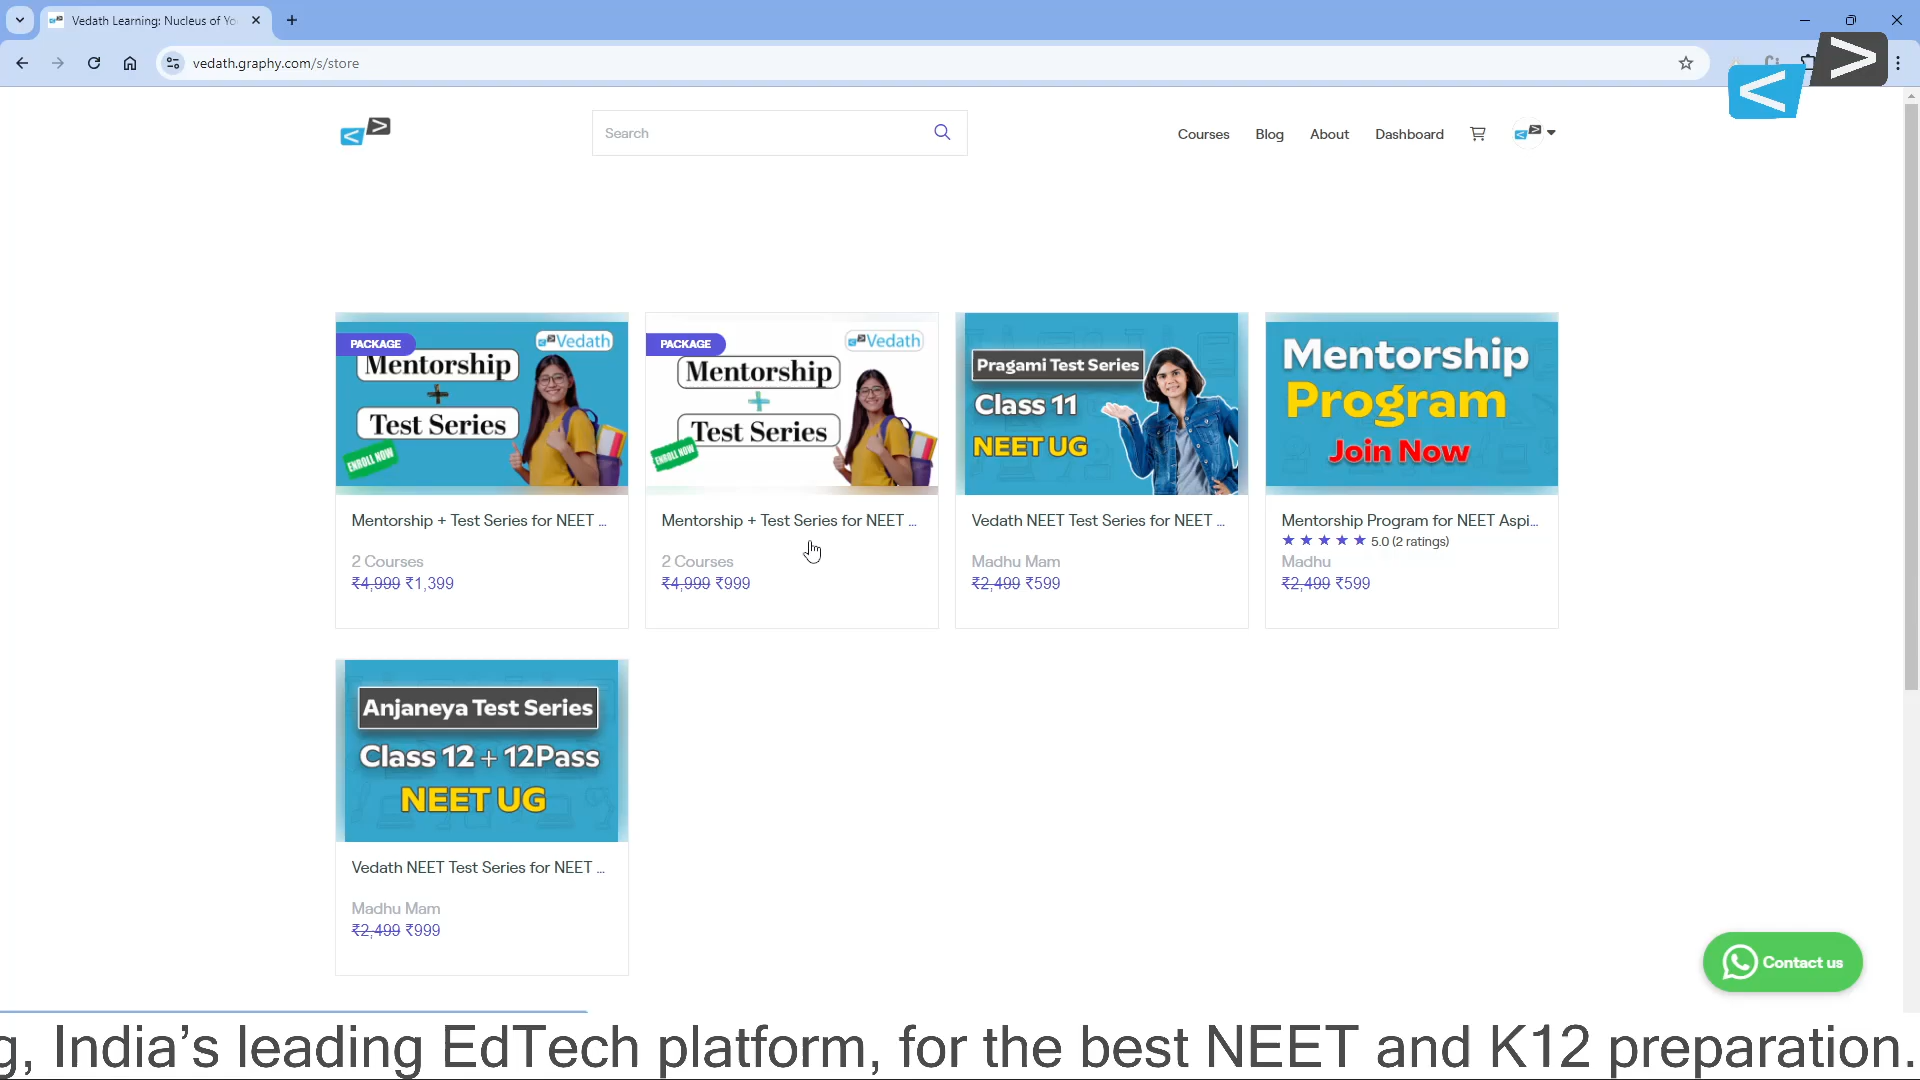 Vedath Learning: Nucleus of Yo
vedath.graphy.com/s/store
Search
Courses
Blog
About
Dashboard
PACKAGE
Vedath
Mentorship
+
Test Series
ENROLL NOW
Mentorship + Test Series for NEET ...
2 Courses
₹4,999 ₹1,399
PACKAGE
Vedath
Mentorship
+
Test Series
ENROLL NOW
Mentorship + Test Series for NEET ...
2 Courses
₹4,999 ₹999
Pragami Test Series
Class 11
NEET UG
Vedath NEET Test Series for NEET ...
Madhu Mam
₹2,499 ₹599
Mentorship
Program
Join Now
Mentorship Program for NEET Aspi...
5.0 (2 ratings)
Madhu
₹2,499 ₹599
Anjaneya Test Series
Class 12 + 12Pass
NEET UG
Vedath NEET Test Series for NEET ...
Madhu Mam
₹2,499 ₹999
Contact us
g, India’s leading EdTech platform, for the best NEET and K12 preparation.